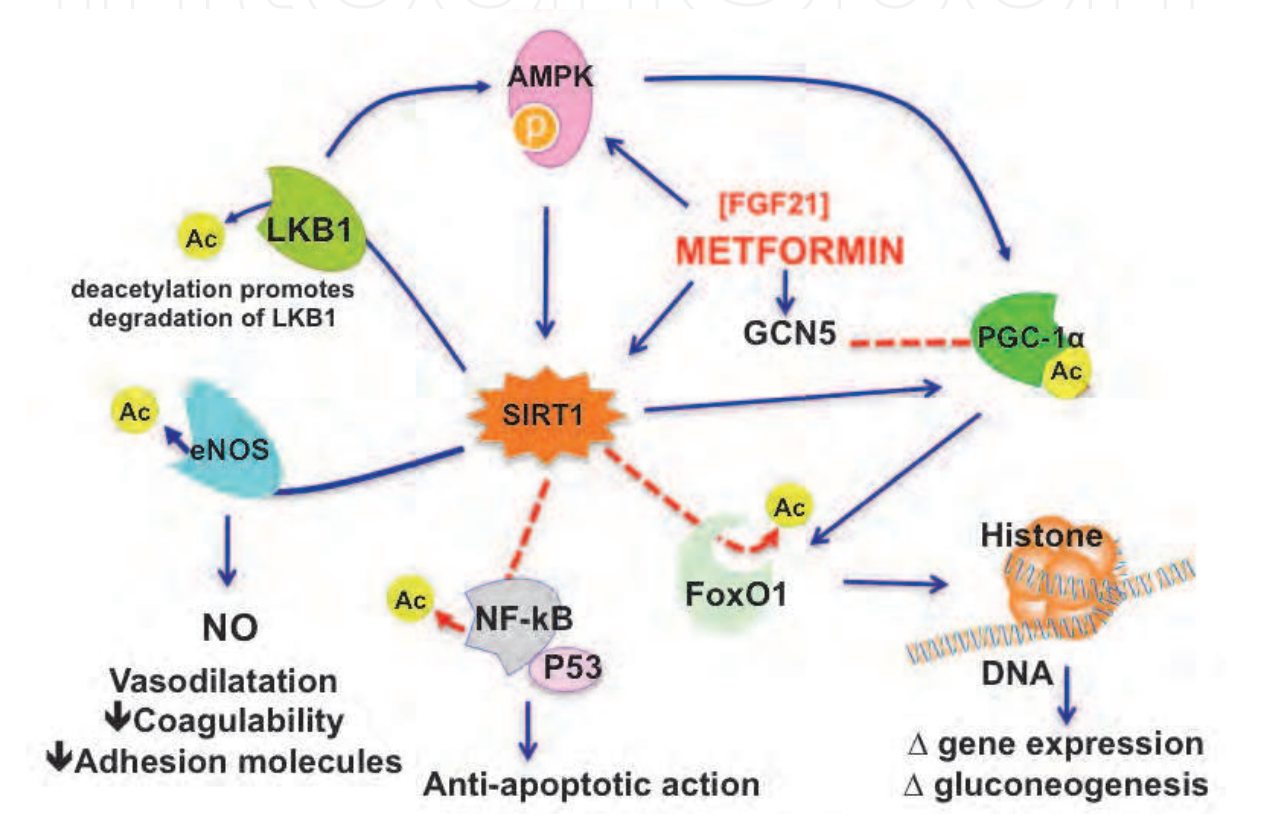 AMPK
p
[FGF21]
METFORMIN
Ac
LKB1
deacetylation promotes
degradation of LKB1
GCN5
PGC-1α
Ac
Ac
eNOS
SIRT1
Ac
Histone
FoxO1
Ac
NF-kB
P53
NO
DNA
Vasodilatation
🡻Coagulability
🡻Adhesion molecules
Anti-apoptotic action
Δ gene expression
Δ gluconeogenesis